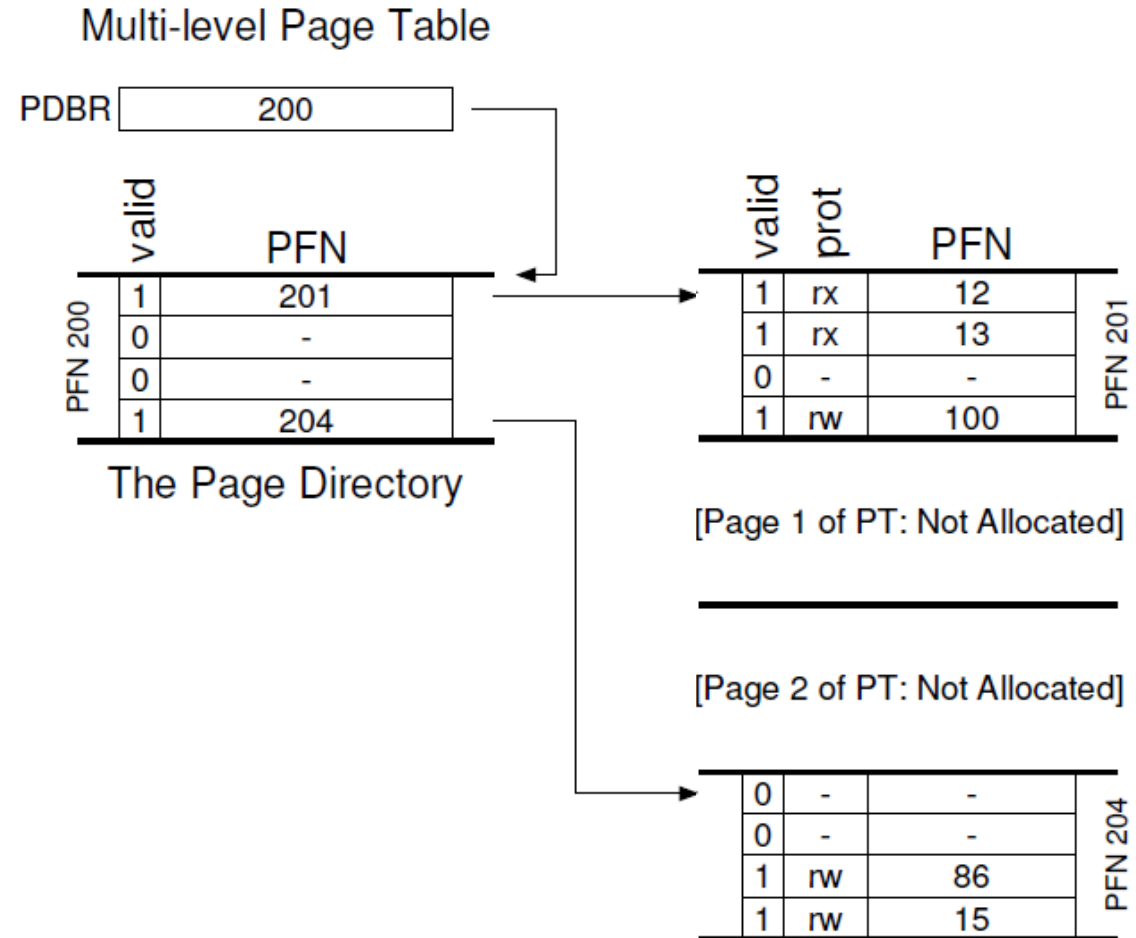 Multi-level Page Table
PDBR 200
valid PFN
PFN 200
1 201
0 -
0 -
1 204
The Page Directory
valid prot PFN
1 rx 12
1 rx 13
0 - -
1 rw 100
PFN 201
[Page 1 of PT: Not Allocated]
[Page 2 of PT: Not Allocated]
0 - -
0 - -
1 rw 86
1 rw 15
PFN 204